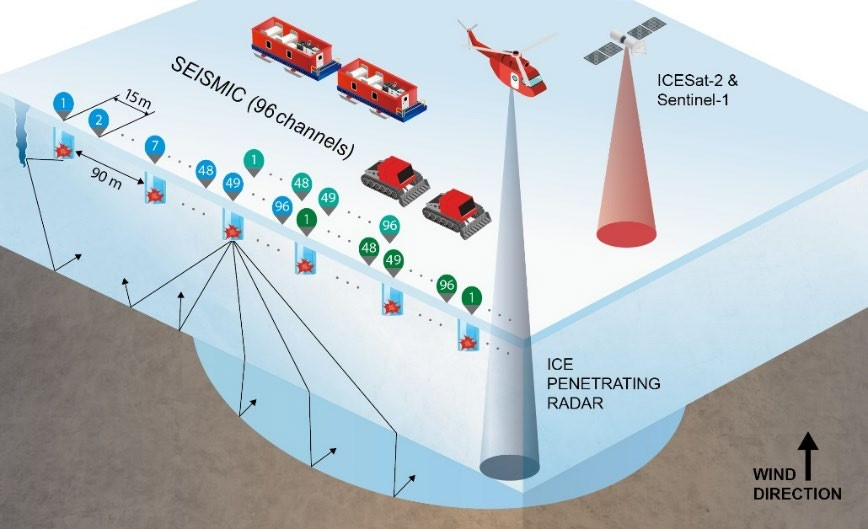 SEISMIC (96 channels)
ICESat-2 &
Sentinel-1
15m
90 m
1
2
7
48
49
96
1
48
49
96
1
48
49
96
1
ICE
PENETRATING
RADAR
WIND
DIRECTION